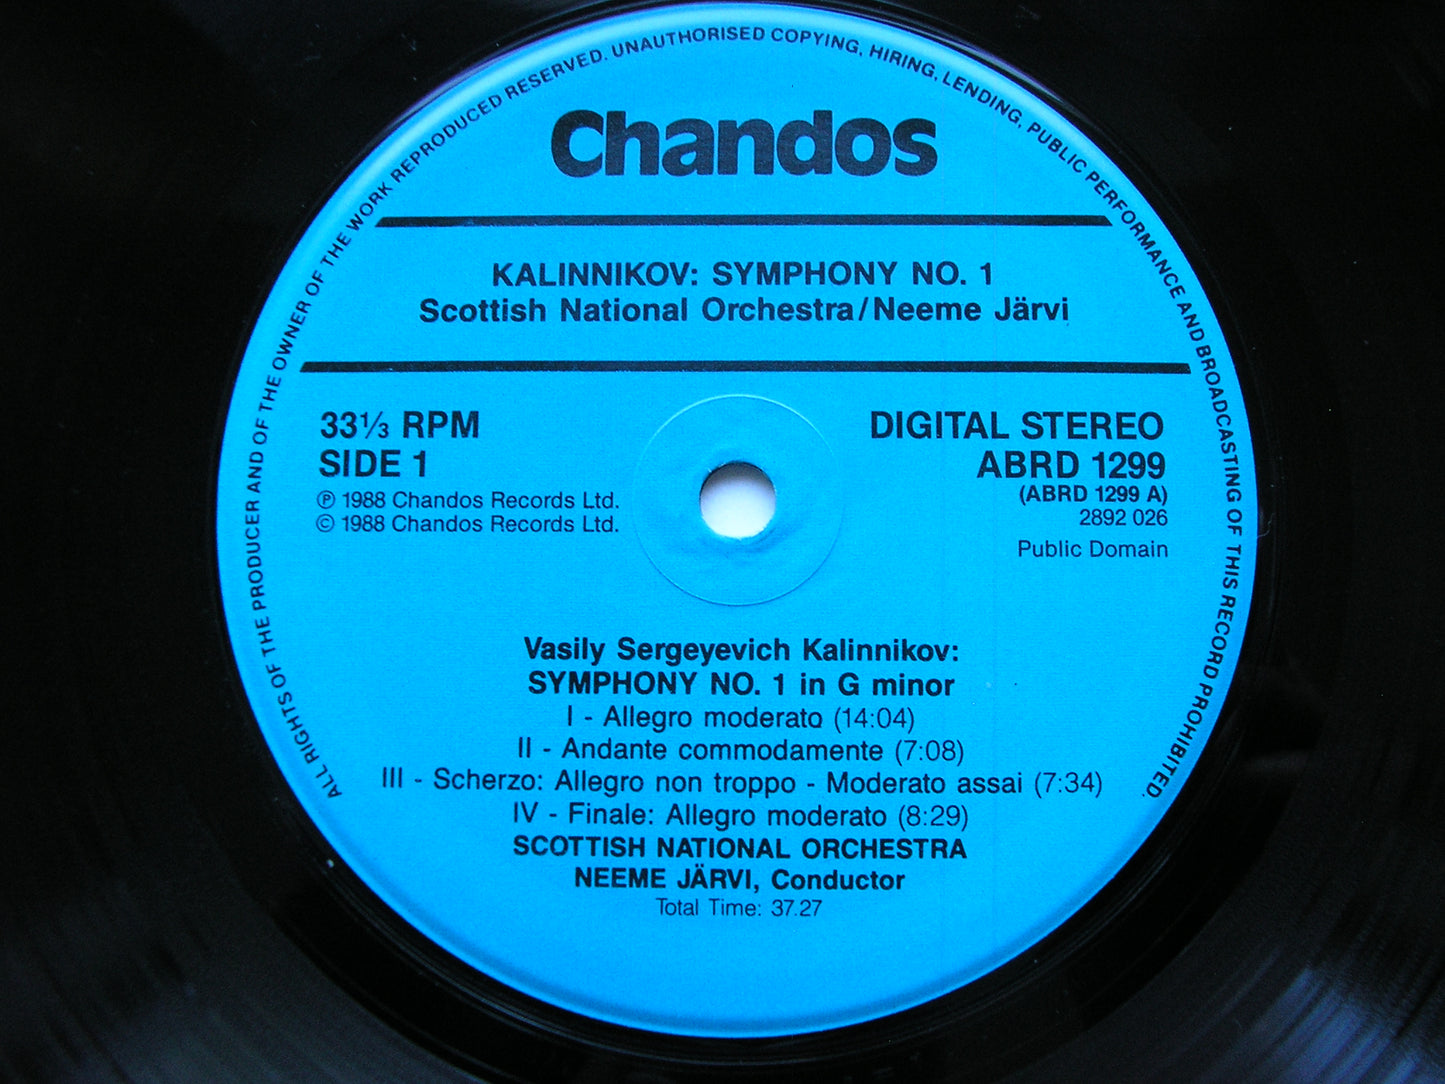 ALL RIGHTS OF THE PRODUCER AND OF THE OWNER OF THE WORK REPRODUCED RESERVED. UNAUTHORISED COPYING, HIRING, LENDING, PUBLIC PERFORMANCE AND BROADCASTING OF THIS RECORD PROHIBITED.
Chandos
KALINNIKOV: SYMPHONY NO. 1
Scottish National Orchestra/Neeme Järvi
33⅓ RPM
SIDE 1
℗ 1988 Chandos Records Ltd.
© 1988 Chandos Records Ltd.
DIGITAL STEREO
ABRD 1299
(ABRD 1299 A)
2892 026
Public Domain
Vasily Sergeyevich Kalinnikov:
SYMPHONY NO. 1 in G minor
I - Allegro moderato (14:04)
II - Andante commodamente (7:08)
III - Scherzo: Allegro non troppo - Moderato assai (7:34)
IV - Finale: Allegro moderato (8:29)
SCOTTISH NATIONAL ORCHESTRA
NEEME JÄRVI, Conductor
Total Time: 37.27